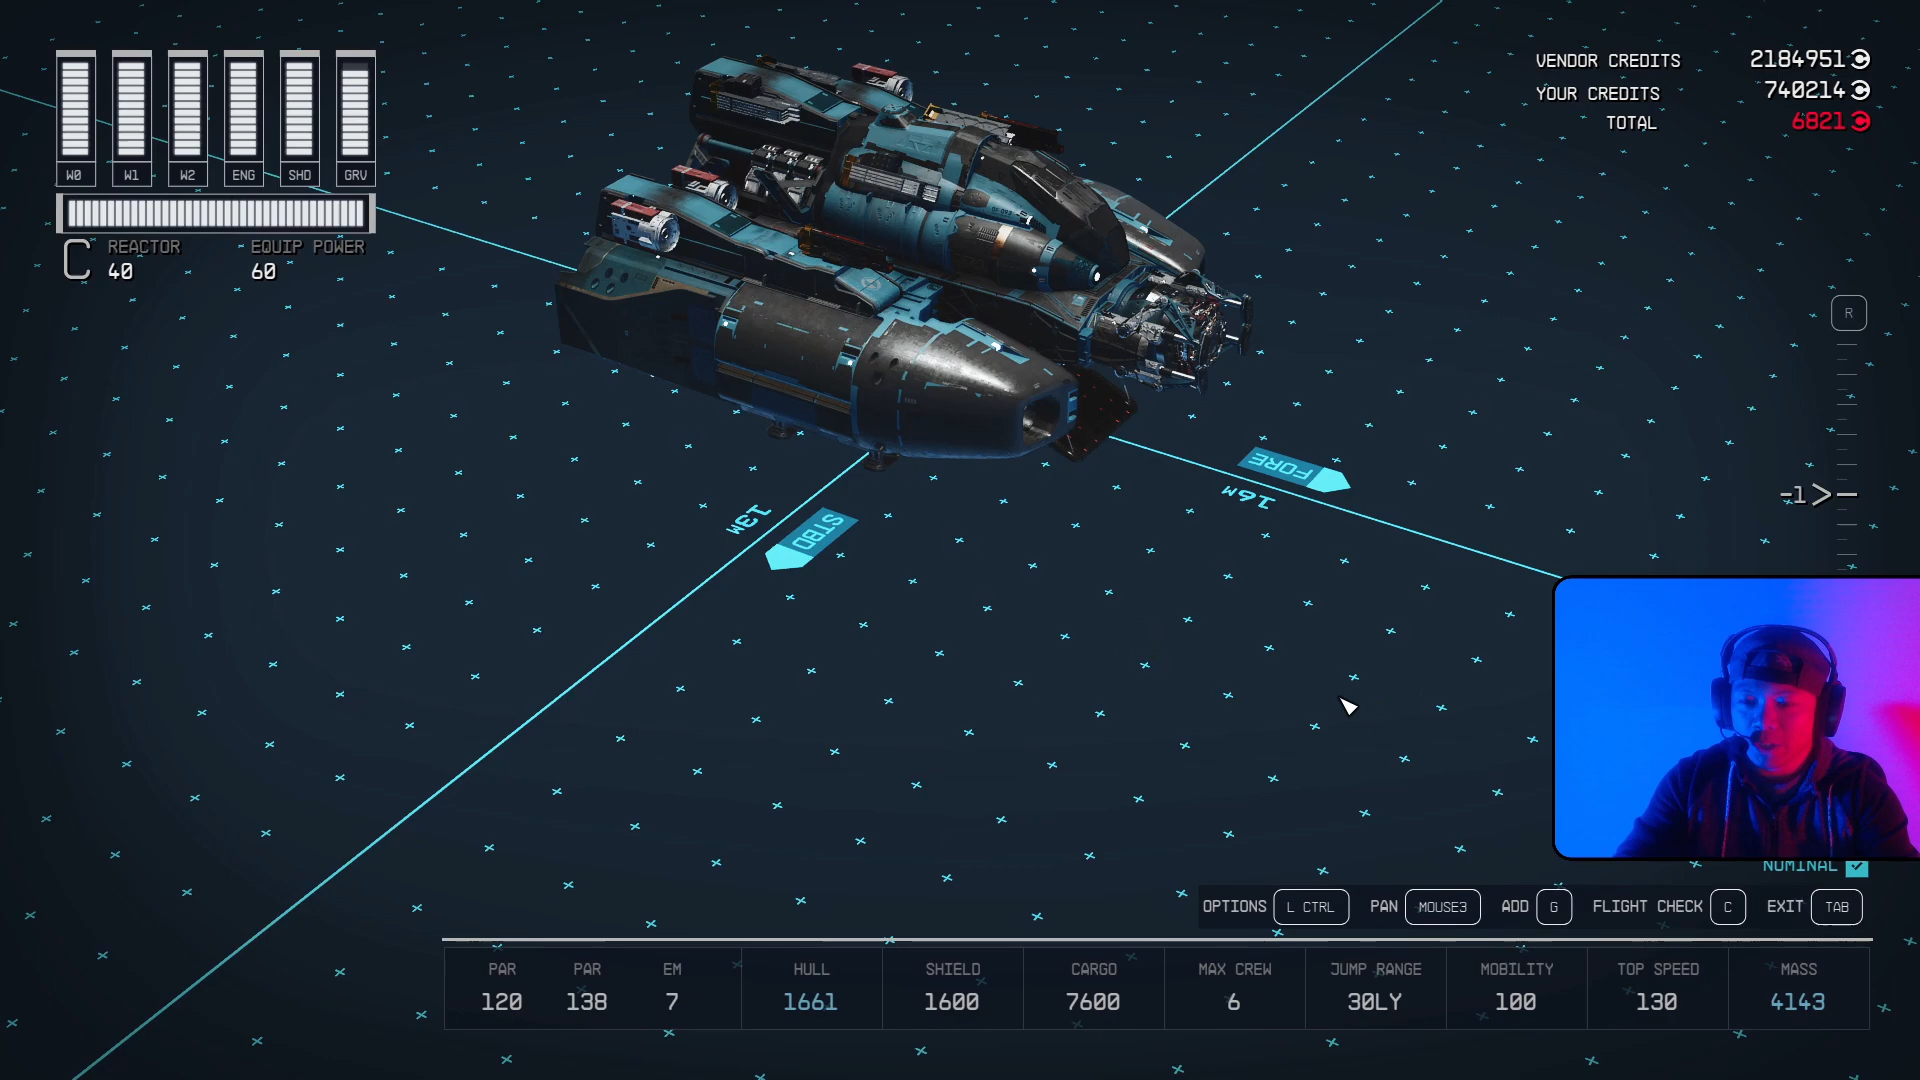 VENDOR CREDITS 2184951
YOUR CREDITS 740214
TOTAL 6821
W0 W1 W2 ENG SHD GRV
C REACTOR EQUIP POWER
40 60
R
-1
FORE
16M
13M
STBD
NOMINAL
OPTIONS L CTRL PAN MOUSE3 ADD G FLIGHT CHECK C EXIT TAB
PAR PAR EM HULL SHIELD CARGO MAX CREW JUMP RANGE MOBILITY TOP SPEED MASS
120 138 7 1661 1600 7600 6 30LY 100 130 4143